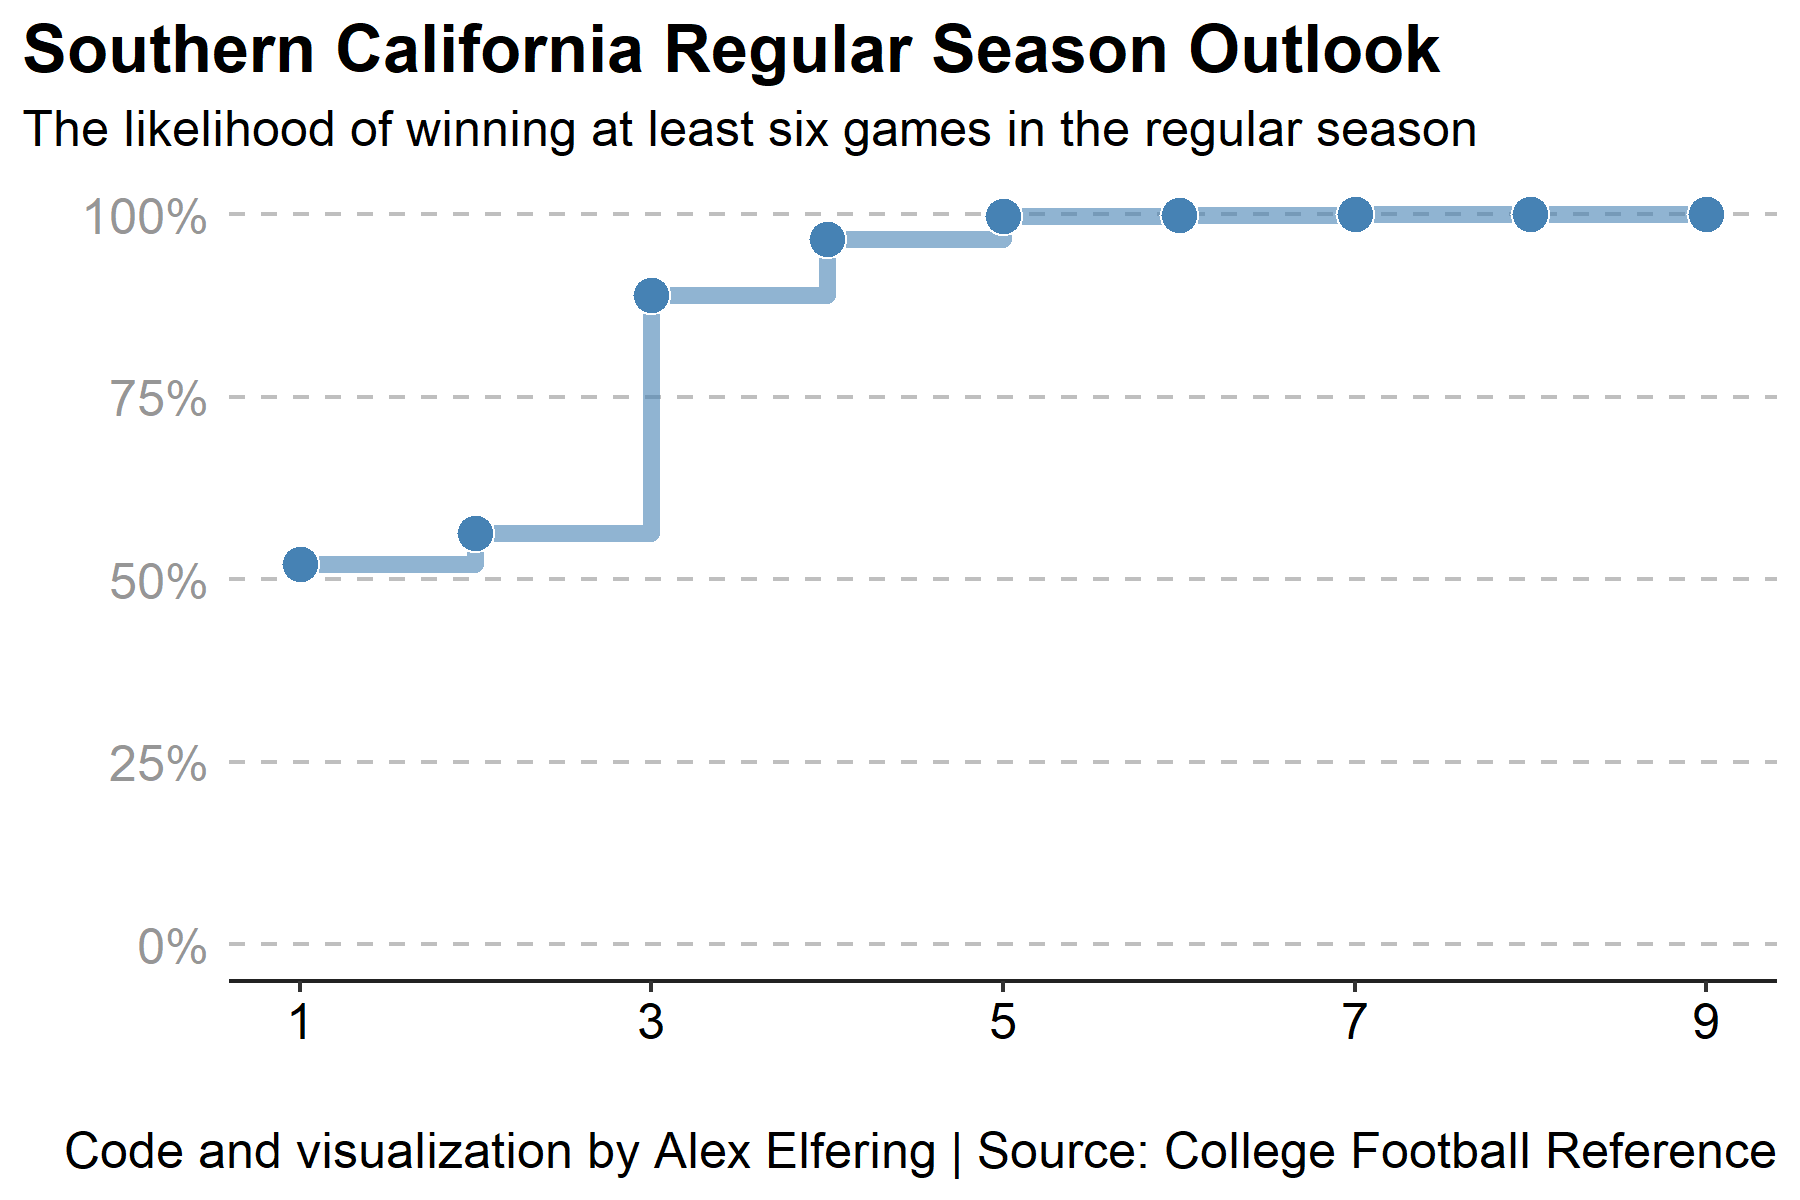 Southern California Regular Season Outlook
The likelihood of winning at least six games in the regular season
100%
75%
50%
25%
0%
1 3 5 7 9
Code and visualization by Alex Elfering | Source: College Football Reference